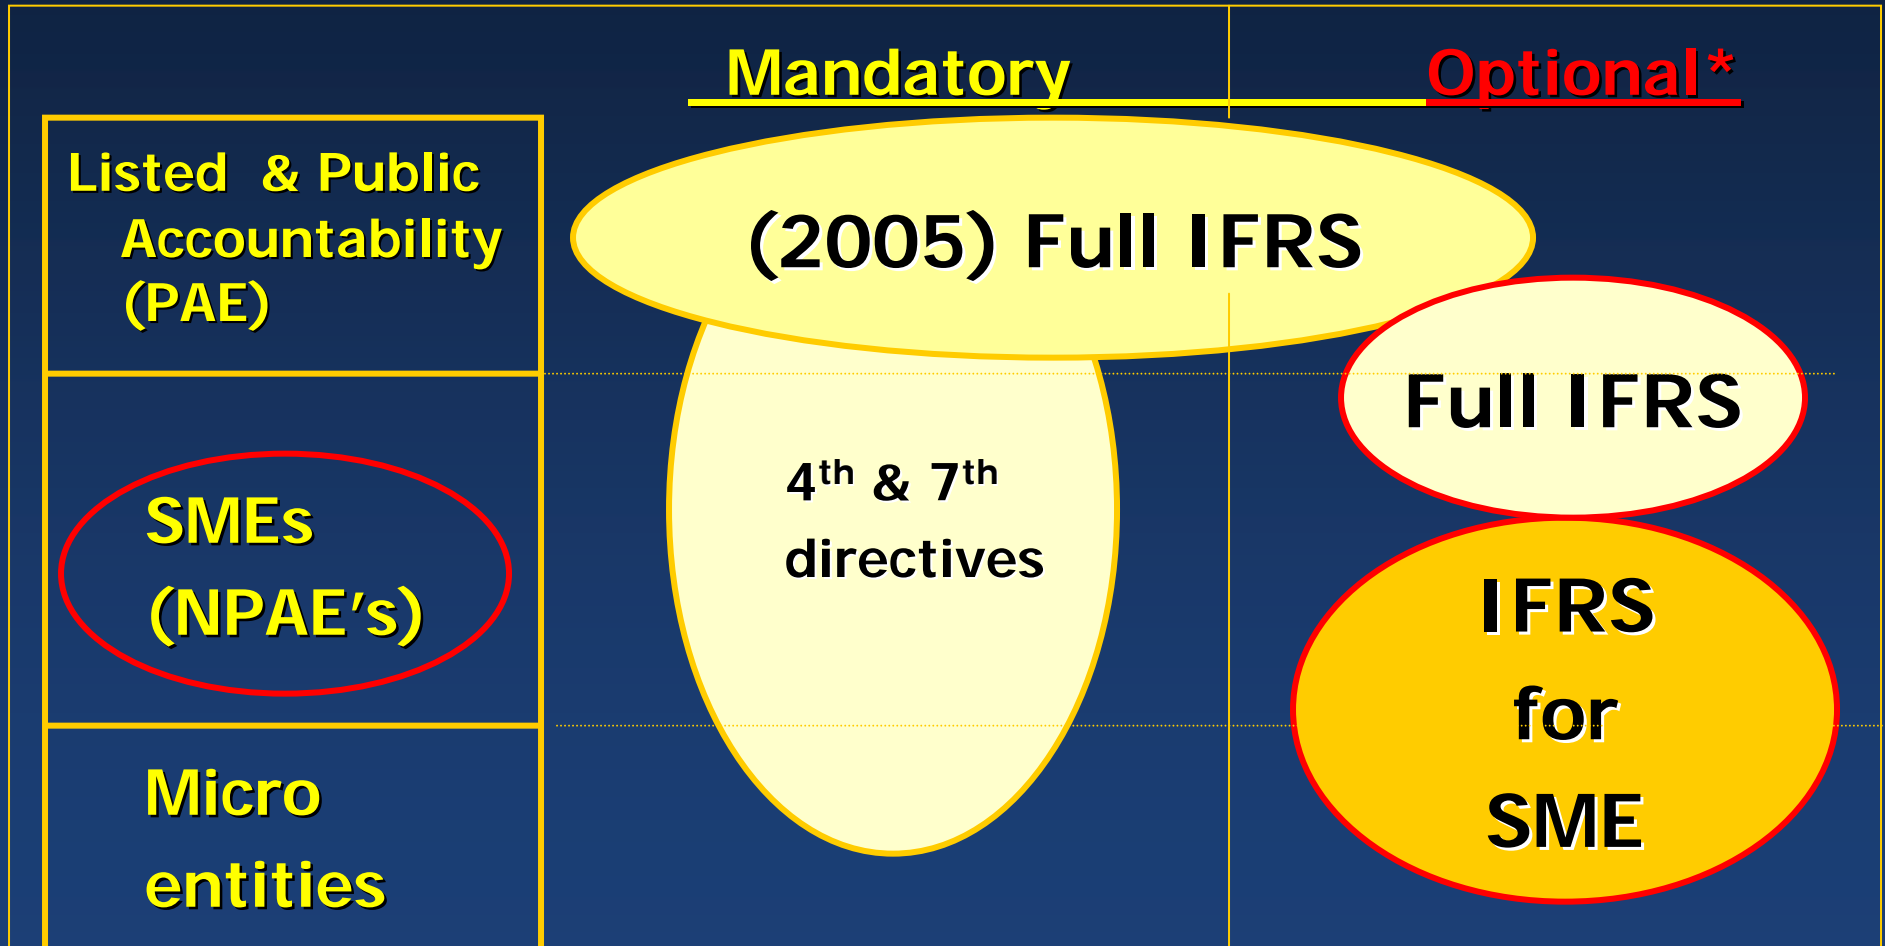 Mandatory
Optional*
Listed & Public
Accountability
(PAE)
(2005) Full IFRS
Full IFRS
SMEs
(NPAE’s)
4th & 7th
directives
IFRS
for
SME
Micro
entities